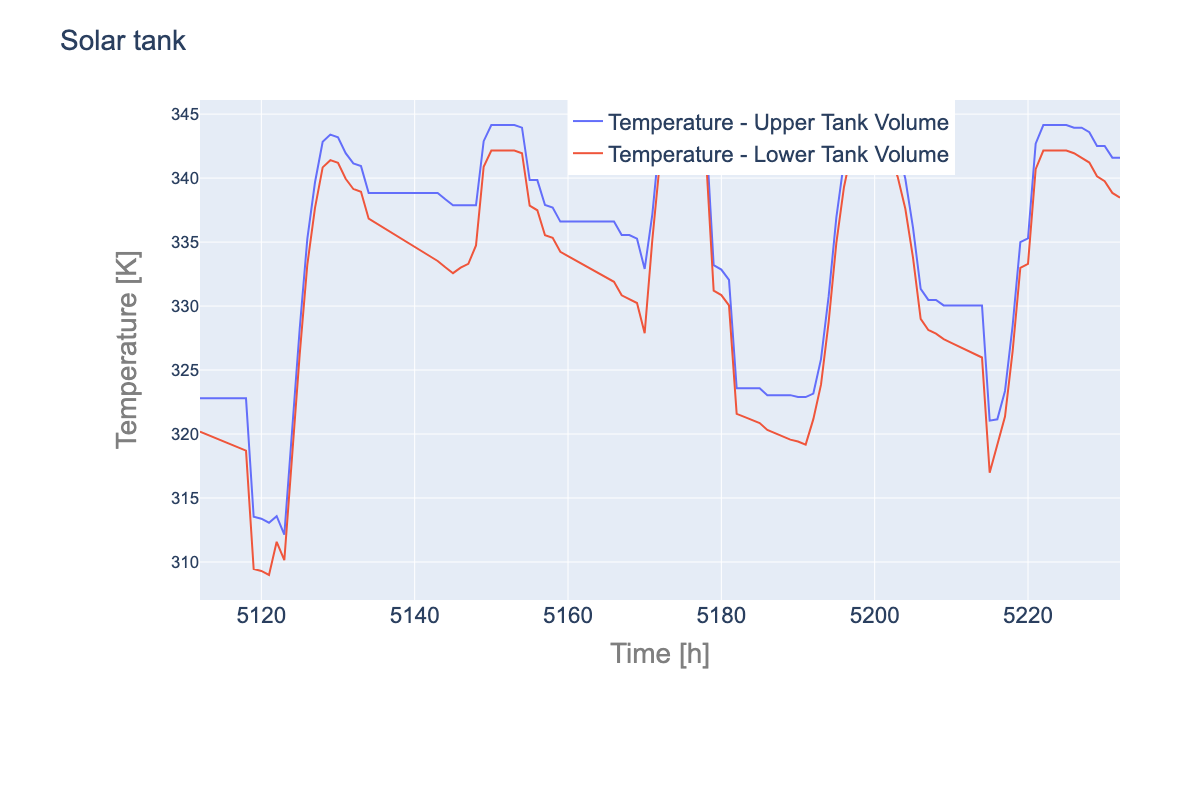 Solar tank
Temperature - Upper Tank Volume
Temperature - Lower Tank Volume
345
340
335
330
325
320
315
310
Temperature [K]
5120 5140 5160 5180 5200 5220
Time [h]